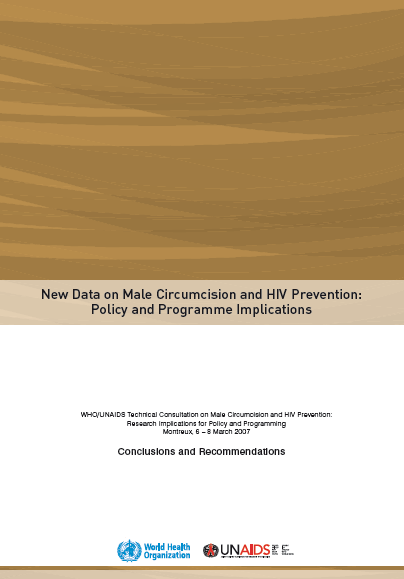 New Data on Male Circumcision and HIV Prevention:
Policy and Programme Implications
WHO/UNAIDS Technical Consultation on Male Circumcision and HIV Prevention:
Research Implications for Policy and Programming
Montreux, 6 – 8 March 2007
Conclusions and Recommendations
World Health
Organization
UNAIDS